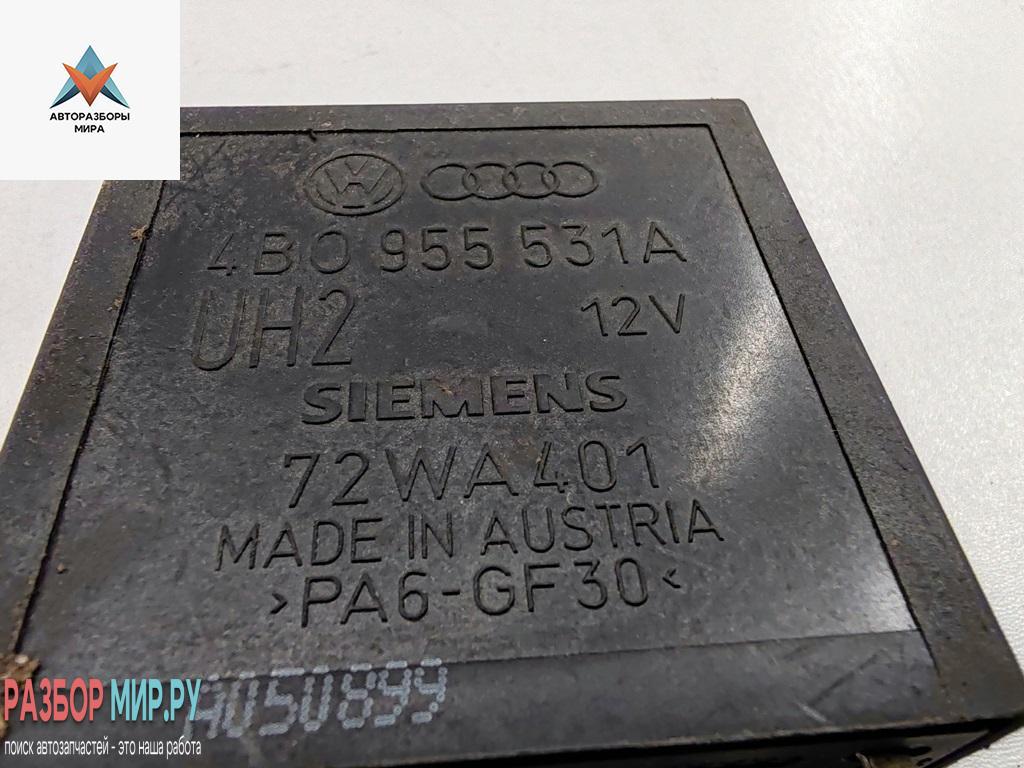 АВТОРАЗБОРЫ
МИРА
4B0 955 531A
UH2 12V
SIEMENS
72WA401
MADE IN AUSTRIA
>PA6-GF30<
A050899
РАЗБОР МИР.РУ
поиск автозапчастей - это наша работа